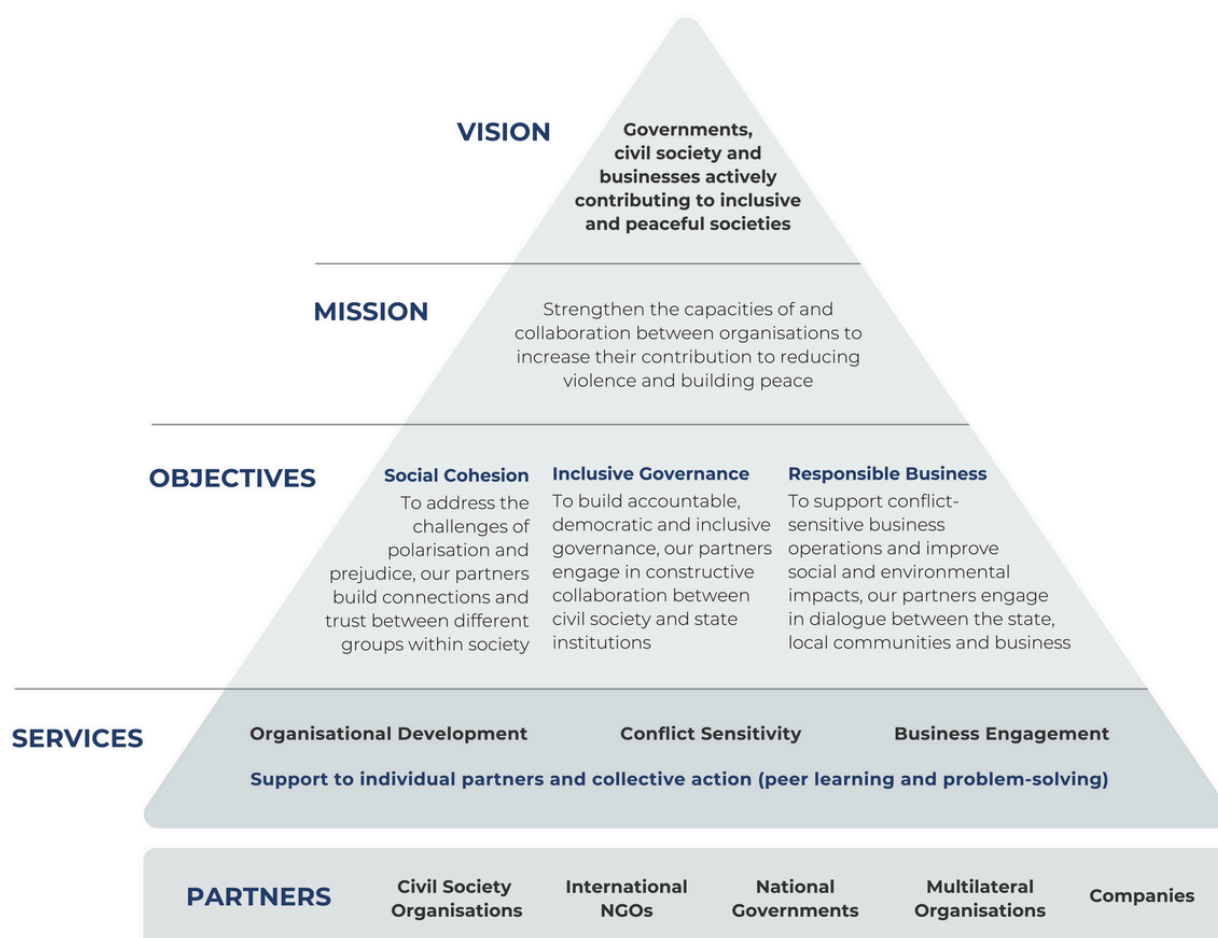 VISION
Governments,
civil society and
businesses actively
contributing to inclusive
and peaceful societies
MISSION
Strengthen the capacities of and
collaboration between organisations to
increase their contribution to reducing
violence and building peace
OBJECTIVES
Social Cohesion
To address the
challenges of
polarisation and
prejudice, our partners
build connections and
trust between different
groups within society
Inclusive Governance
To build accountable,
democratic and inclusive
governance, our partners
engage in constructive
collaboration between
civil society and state
institutions
Responsible Business
To support conflict-
sensitive business
operations and improve
social and environmental
impacts, our partners engage
in dialogue between the state,
local communities and business
SERVICES
Organisational Development
Conflict Sensitivity
Business Engagement
Support to individual partners and collective action (peer learning and problem-solving)
PARTNERS
Civil Society
Organisations
International
NGOs
National
Governments
Multilateral
Organisations
Companies